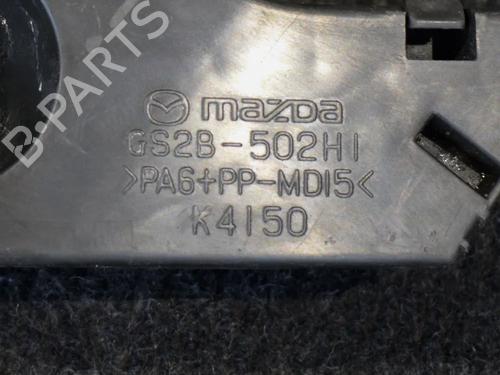 B-PARTS
mazda
GS2B-502H1
>PA6+PP-MD15<
K4150